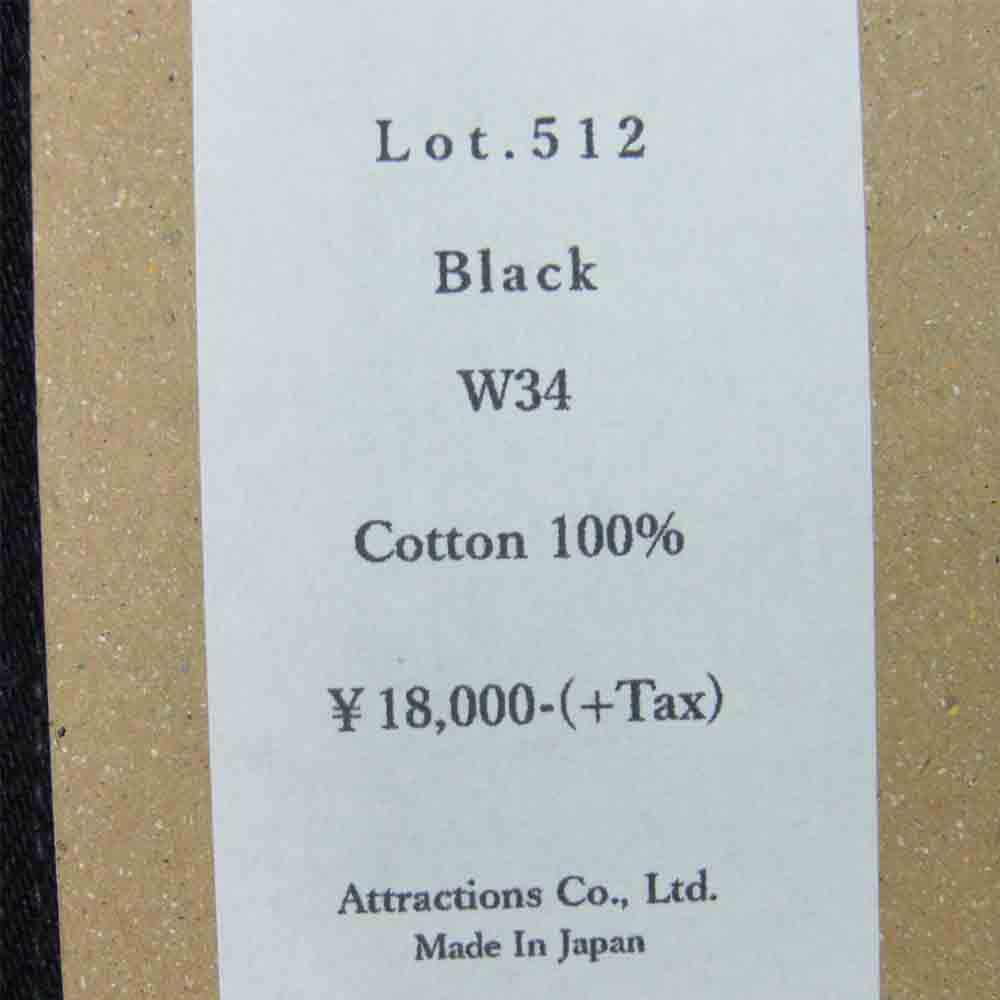 Lot.512
Black
W34
Cotton 100%
¥ 18,000-(+Tax)
Attractions Co., Ltd.
Made In Japan